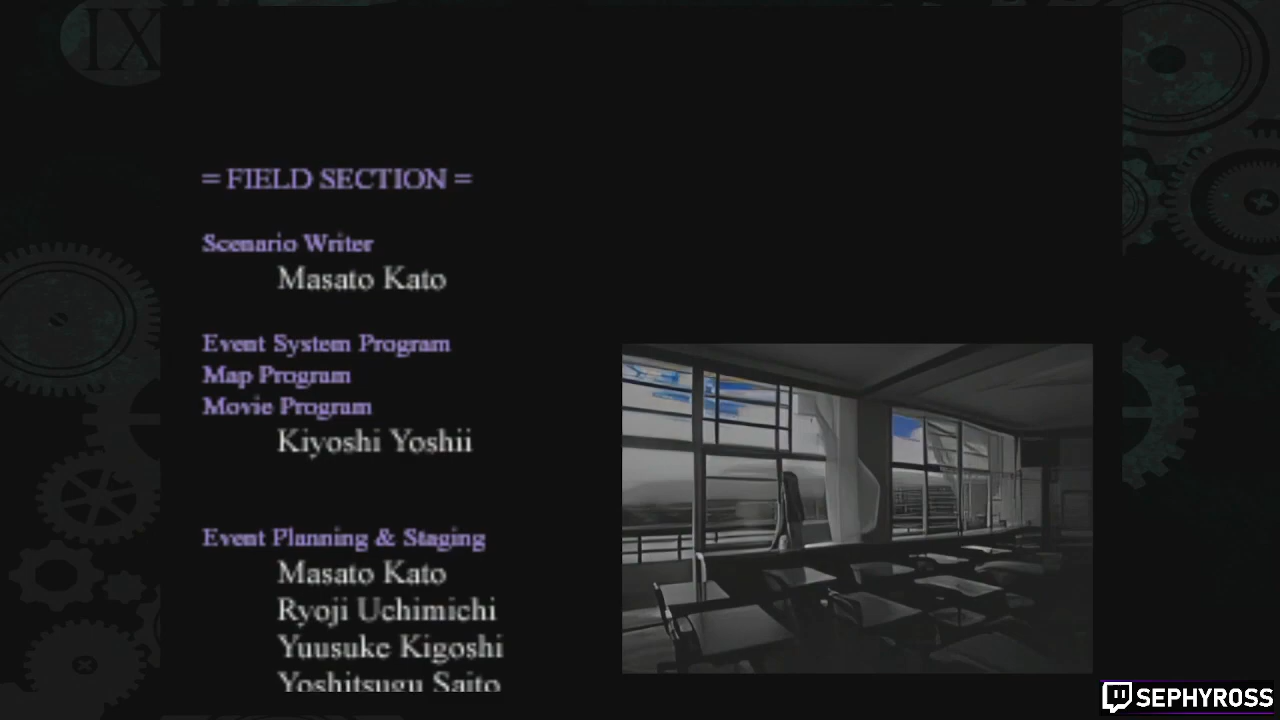 IX
= FIELD SECTION =
Scenario Writer
Masato Kato
Event System Program
Map Program
Movie Program
Kiyoshi Yoshii
Event Planning & Staging
Masato Kato
Ryoji Uchimichi
Yuusuke Kigoshi
Yoshitsugu Saito
SEPHYROSS